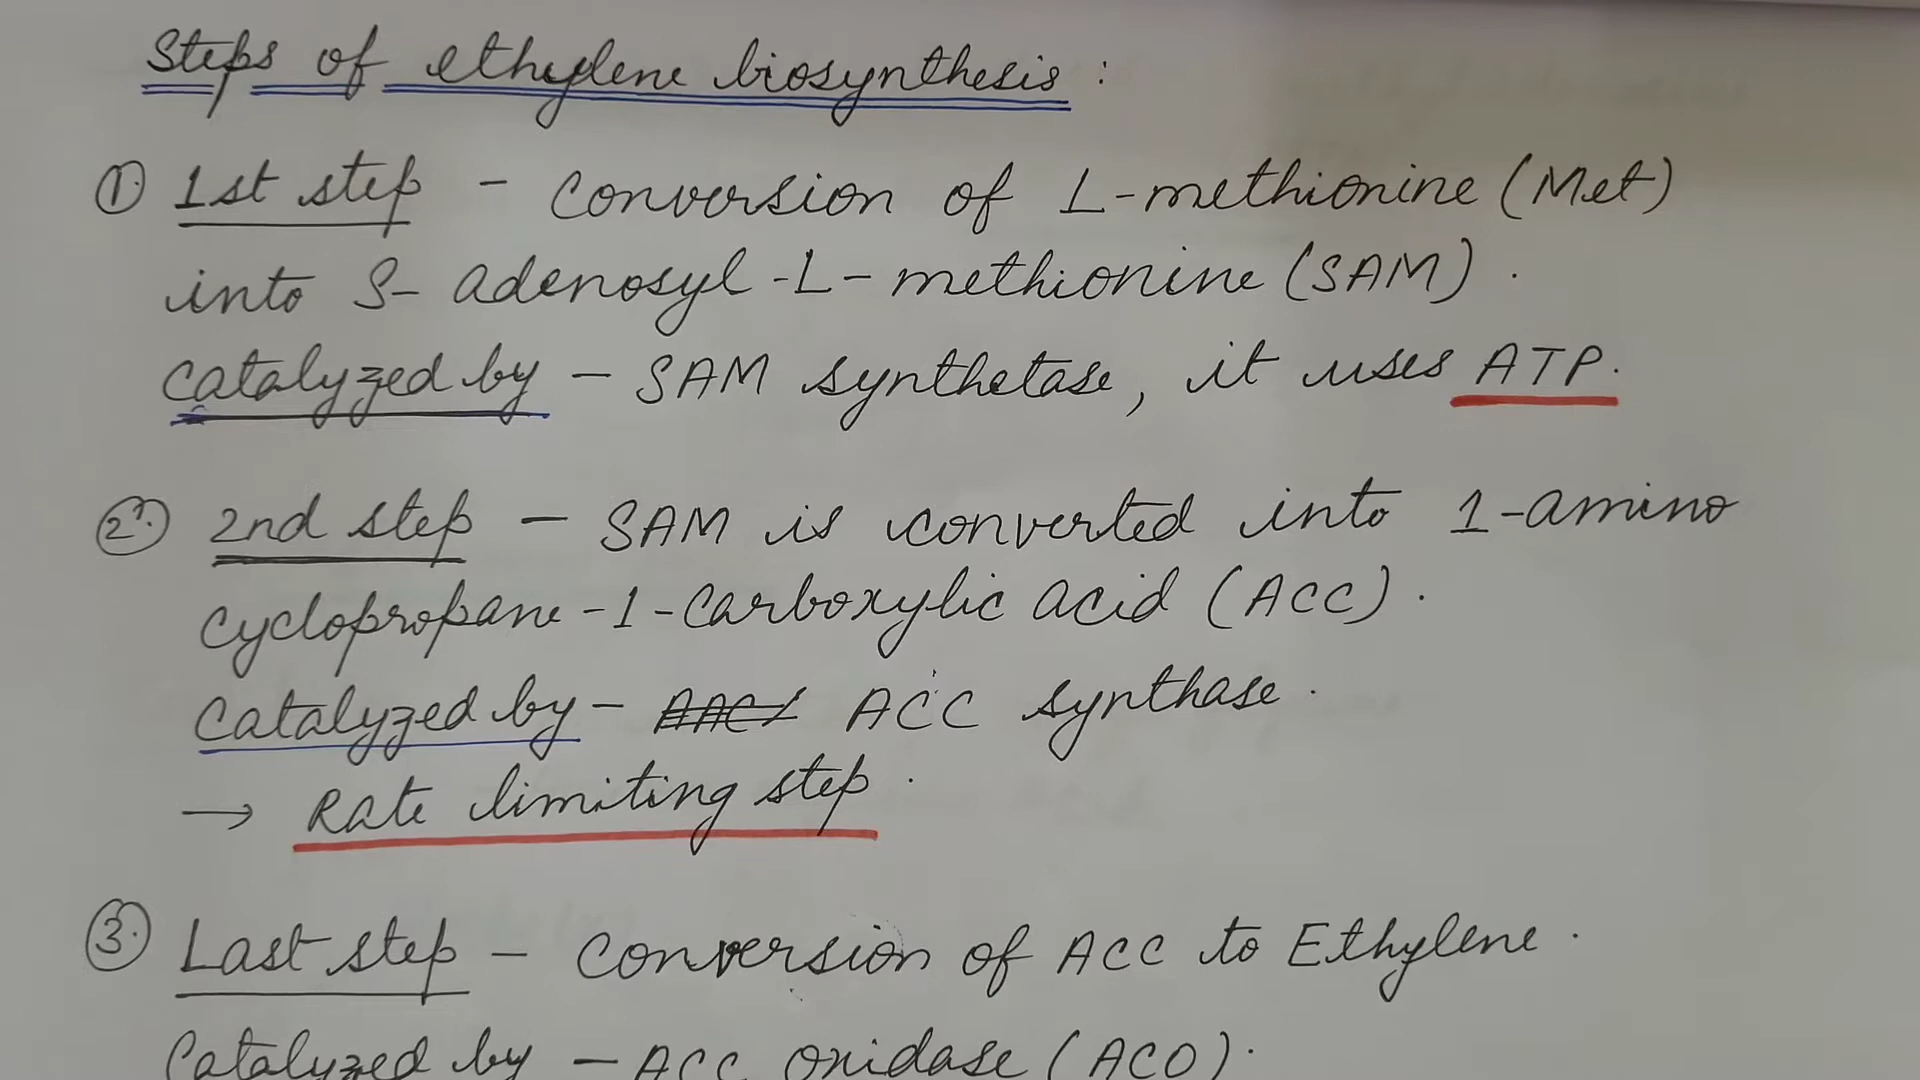 Steps of ethylene biosynthesis :
① 1st step - Conversion of L-methionine (Met)
into S- adenosyl -L- methionine (SAM) .
Catalyzed by - SAM synthetase, it uses ATP.
②. 2nd step - SAM is converted into 1-amino
Cyclopropane -1-Carboxylic acid (ACC) .
Catalyzed by - ACC synthase .
→ Rate limiting step .
③. Last step - Conversion of ACC to Ethylene .
Catalyzed by - ACC oxidase (ACO) .